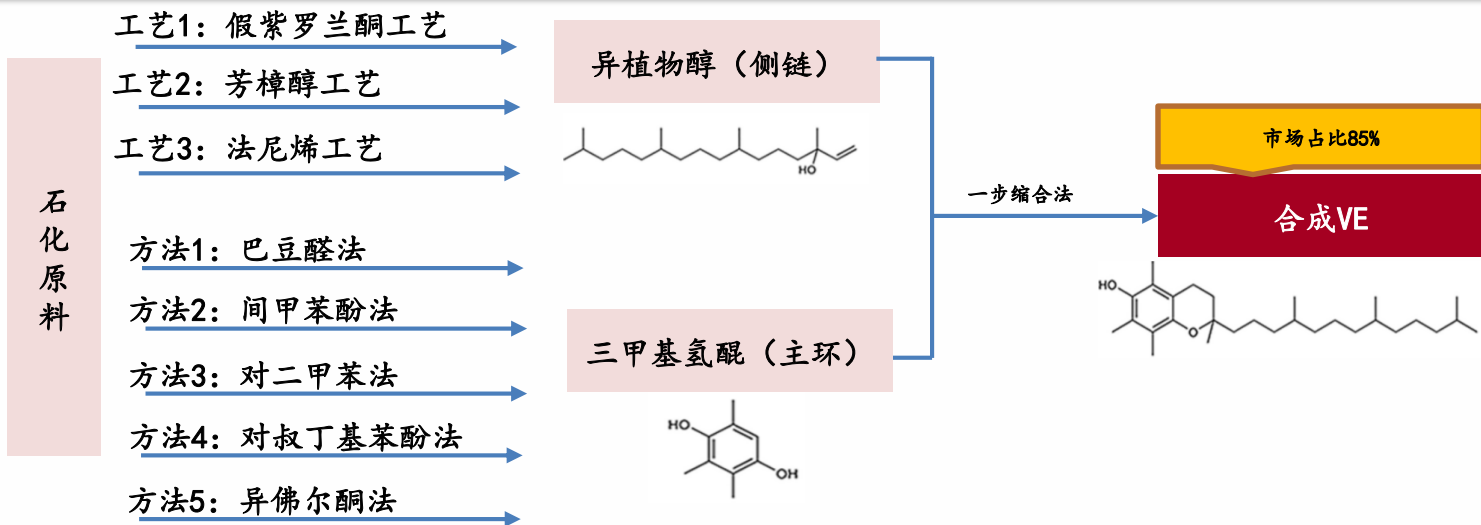 石化原料
工艺1：假紫罗兰酮工艺
工艺2：芳樟醇工艺
工艺3：法尼烯工艺
方法1：巴豆醛法
方法2：间甲苯酚法
方法3：对二甲苯法
方法4：对叔丁基苯酚法
方法5：异佛尔酮法
异植物醇（侧链）
HO
三甲基氢醌（主环）
HO
OH
一步缩合法
市场占比85%
合成VE
HO
O